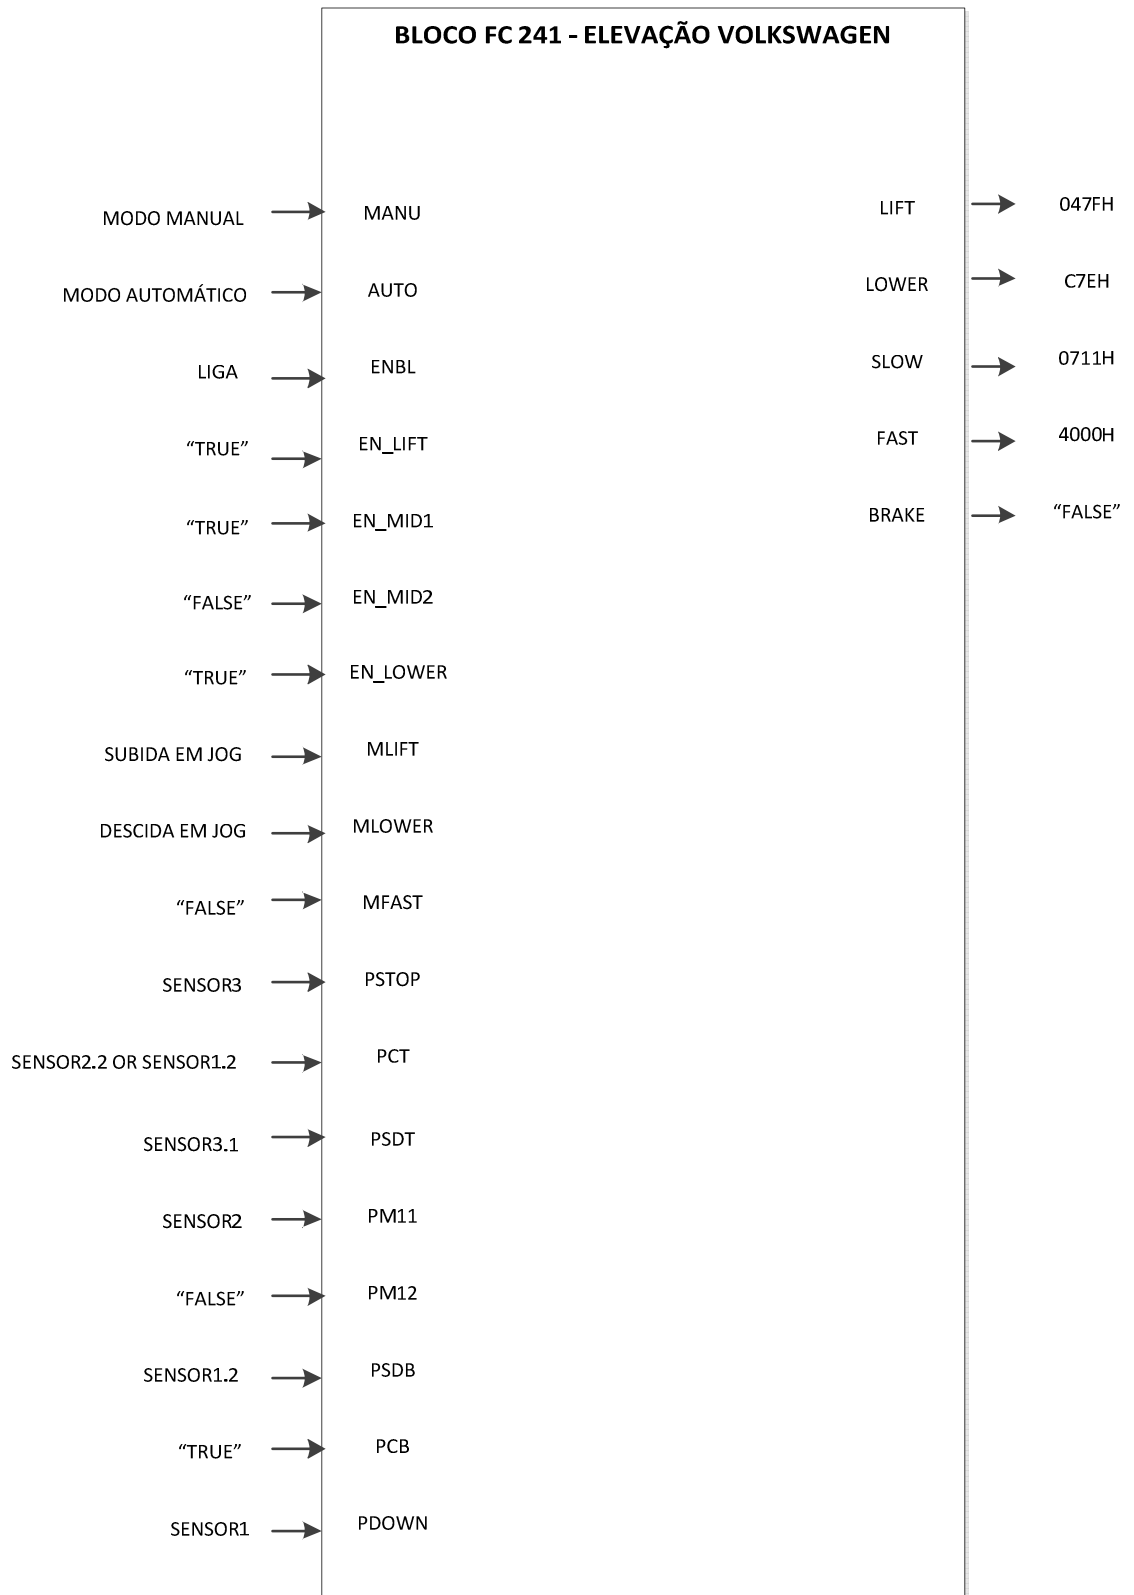 BLOCO FC 241 - ELEVAÇÃO VOLKSWAGEN
MODO MANUAL MANU LIFT 047FH
MODO AUTOMÁTICO AUTO LOWER C7EH
LIGA ENBL SLOW 0711H
“TRUE” EN_LIFT FAST 4000H
“TRUE” EN_MID1 BRAKE “FALSE”
“FALSE” EN_MID2
“TRUE” EN_LOWER
SUBIDA EM JOG MLIFT
DESCIDA EM JOG MLOWER
“FALSE” MFAST
SENSOR3 PSTOP
SENSOR2.2 OR SENSOR1.2 PCT
SENSOR3.1 PSDT
SENSOR2 PM11
“FALSE” PM12
SENSOR1.2 PSDB
“TRUE” PCB
SENSOR1 PDOWN